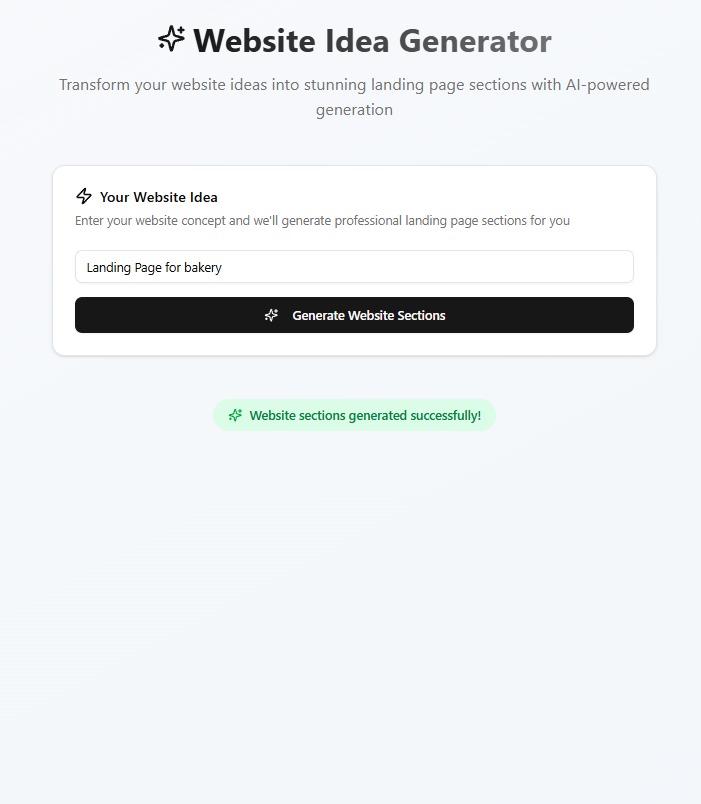 Website Idea Generator
Transform your website ideas into stunning landing page sections with AI-powered
generation
Your Website Idea
Enter your website concept and we'll generate professional landing page sections for you
Landing Page for bakery
Generate Website Sections
Website sections generated successfully!